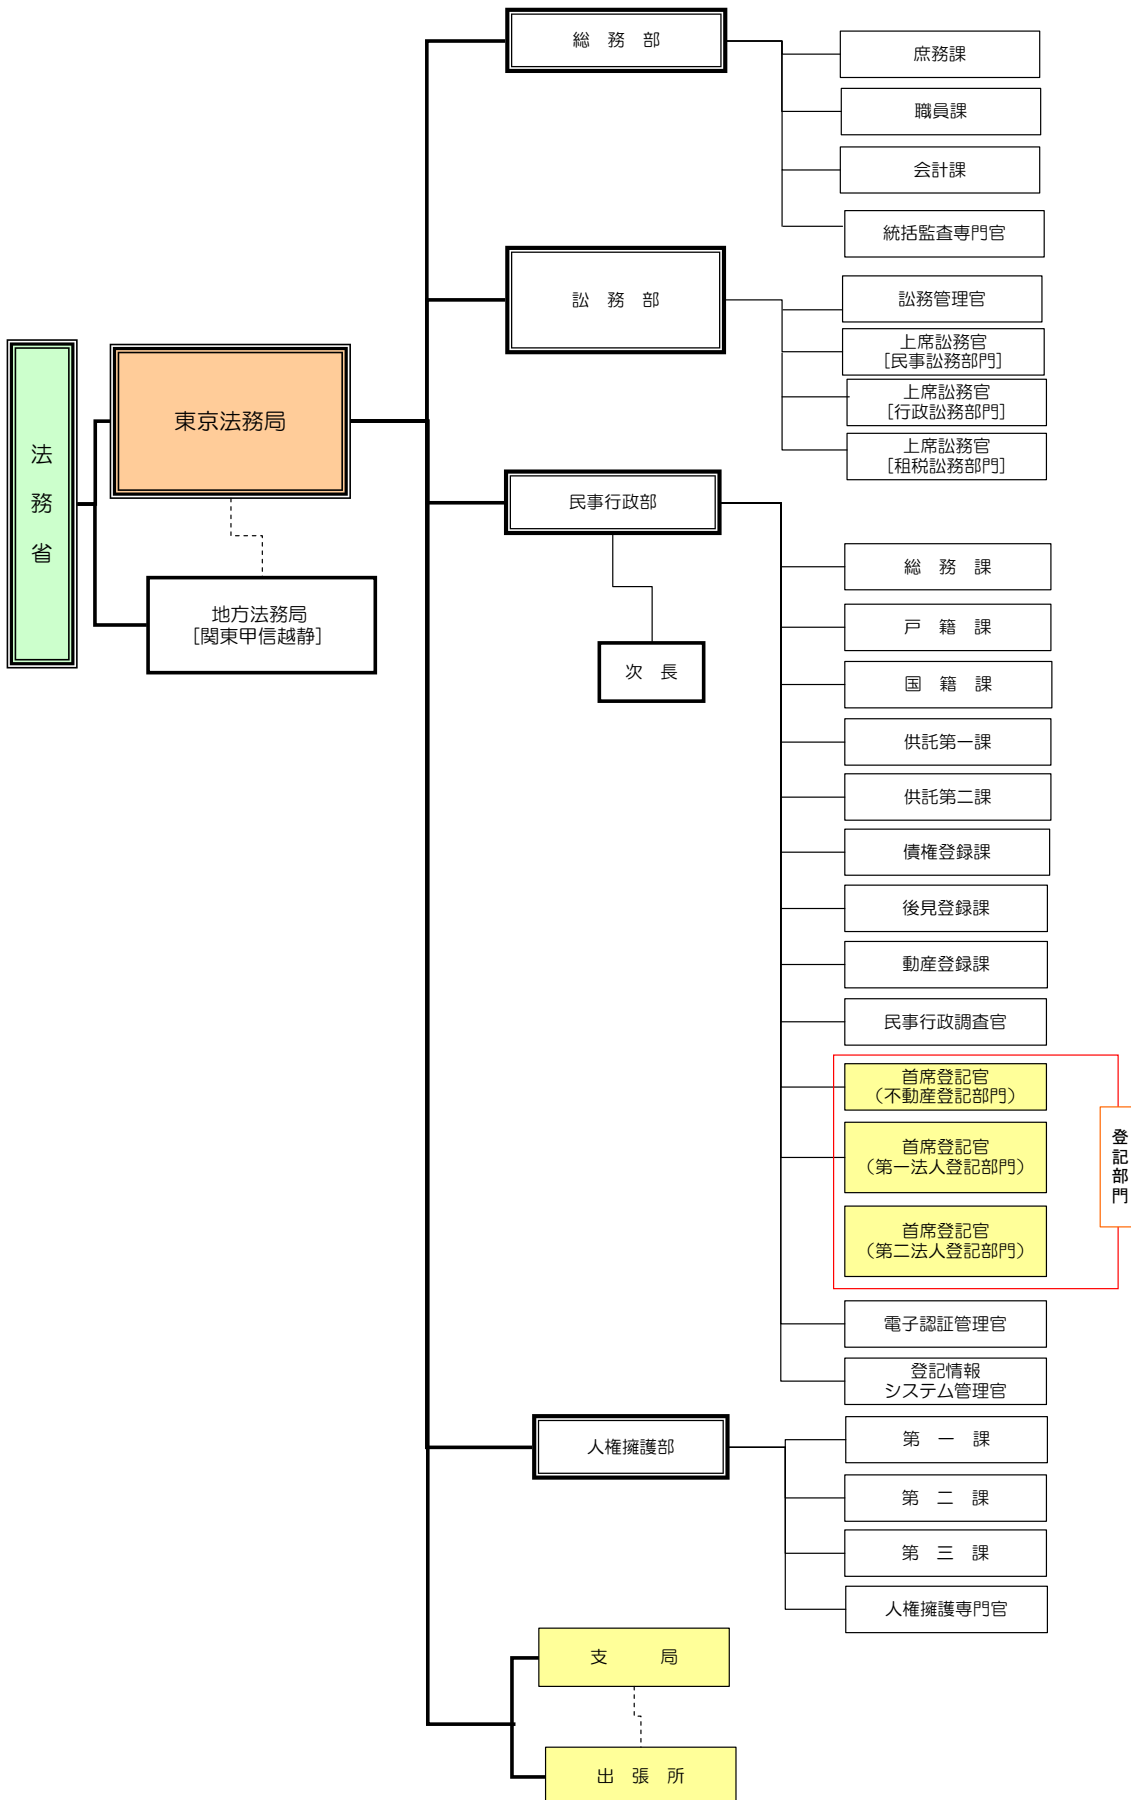 法務省
東京法務局
地方法務局
[関東甲信越静]
総　務　部
庶務課
職員課
会計課
統括監査専門官
訟　務　部
訟務管理官
上席訟務官
[民事訟務部門]
上席訟務官
[行政訟務部門]
上席訟務官
[租税訟務部門]
民事行政部
次　長
総　務　課
戸　籍　課
国　籍　課
供託第一課
供託第二課
債権登録課
後見登録課
動産登録課
民事行政調査官
首席登記官
（不動産登記部門）
首席登記官
（第一法人登記部門）
首席登記官
（第二法人登記部門）
登記部門
電子認証管理官
登記情報
システム管理官
人権擁護部
第　一　課
第　二　課
第　三　課
人権擁護専門官
支　　　局
出　張　所